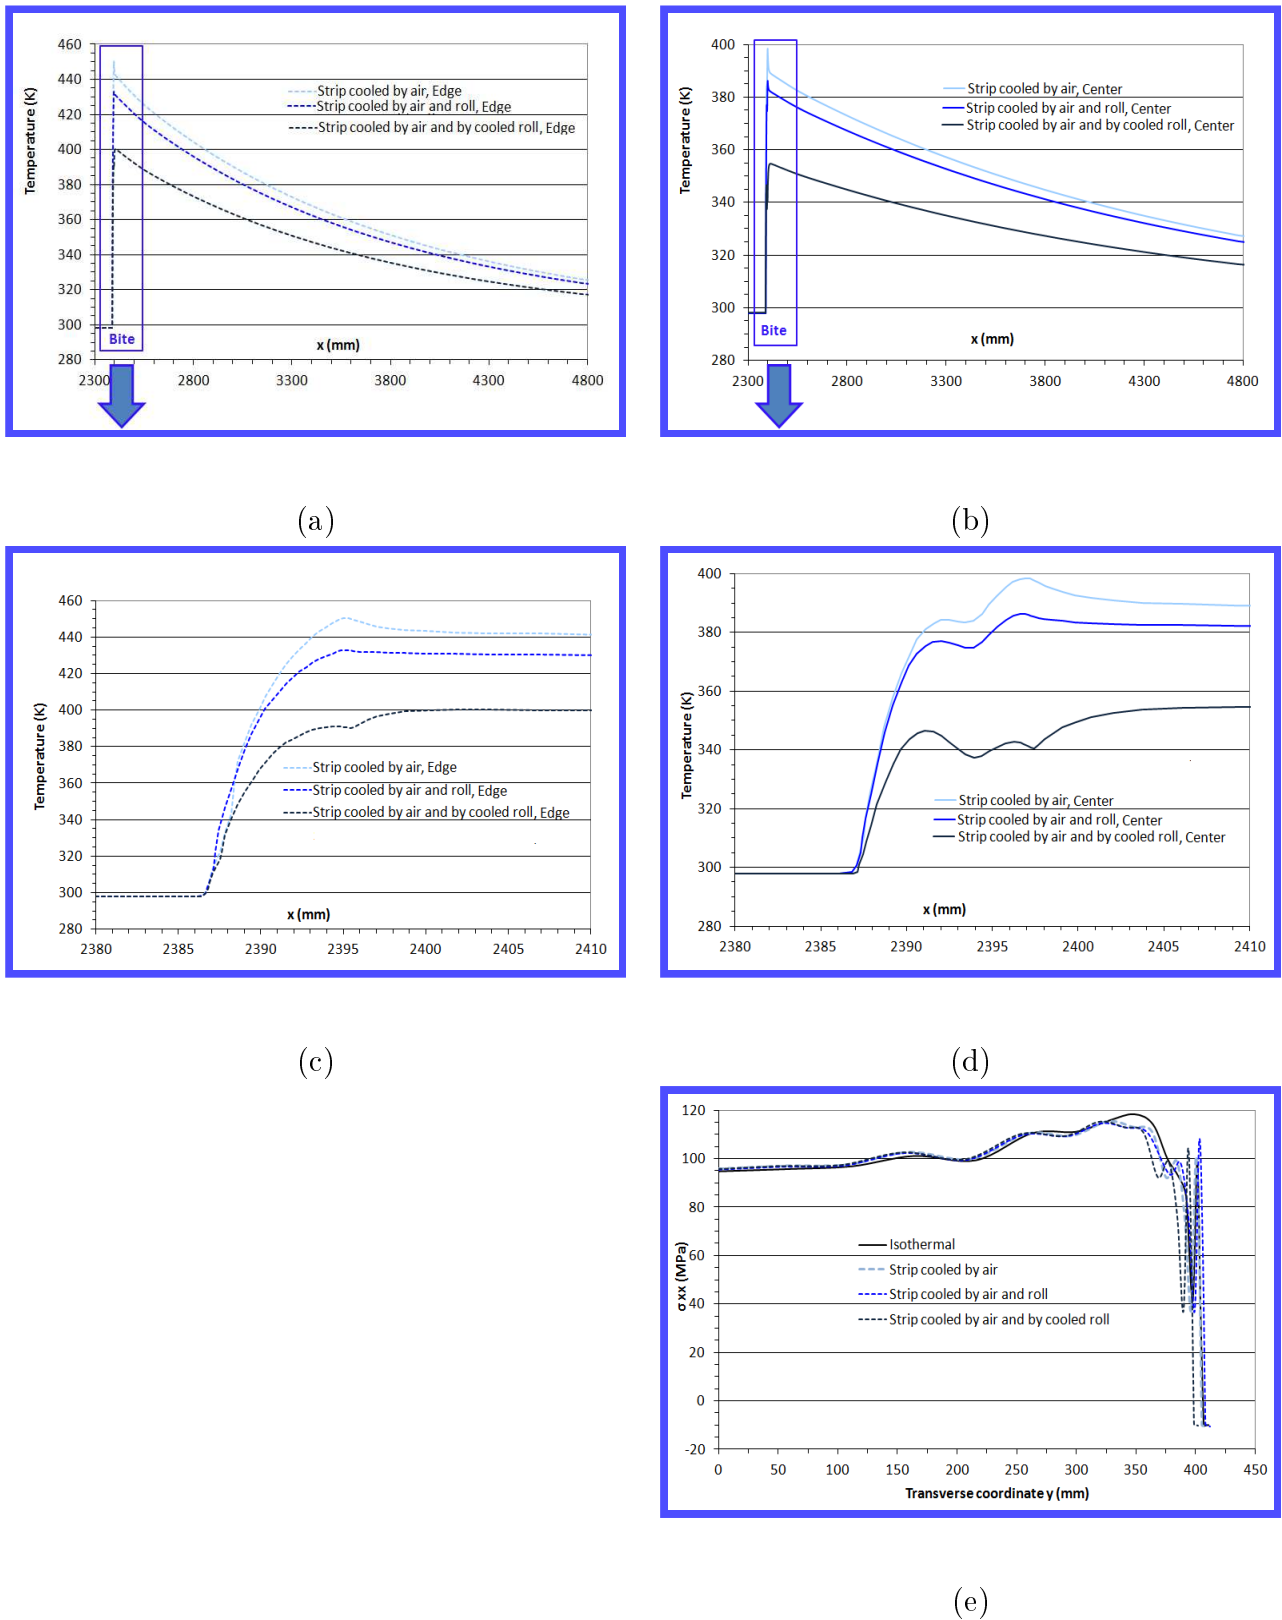 460
440
420
400
380
360
340
320
300
280
Temperature (K)
Strip cooled by air, Edge
Strip cooled by air and roll, Edge
Strip cooled by air and by cooled roll, Edge
Bite
x (mm)
2300 2800 3300 3800 4300 4800
(a)
400
380
360
340
320
300
280
Temperature (K)
Strip cooled by air, Center
Strip cooled by air and roll, Center
Strip cooled by air and by cooled roll, Center
Bite
x (mm)
2300 2800 3300 3800 4300 4800
(b)
460
440
420
400
380
360
340
320
300
280
Temperature (K)
Strip cooled by air, Edge
Strip cooled by air and roll, Edge
Strip cooled by air and by cooled roll, Edge
x (mm)
2380 2385 2390 2395 2400 2405 2410
(c)
400
380
360
340
320
300
280
Temperature (K)
Strip cooled by air, Center
Strip cooled by air and roll, Center
Strip cooled by air and by cooled roll, Center
x (mm)
2380 2385 2390 2395 2400 2405 2410
(d)
120
100
80
60
40
20
0
-20
σ xx (MPa)
Isothermal
Strip cooled by air
Strip cooled by air and roll
Strip cooled by air and by cooled roll
0 50 100 150 200 250 300 350 400 450
Transverse coordinate y (mm)
(e)